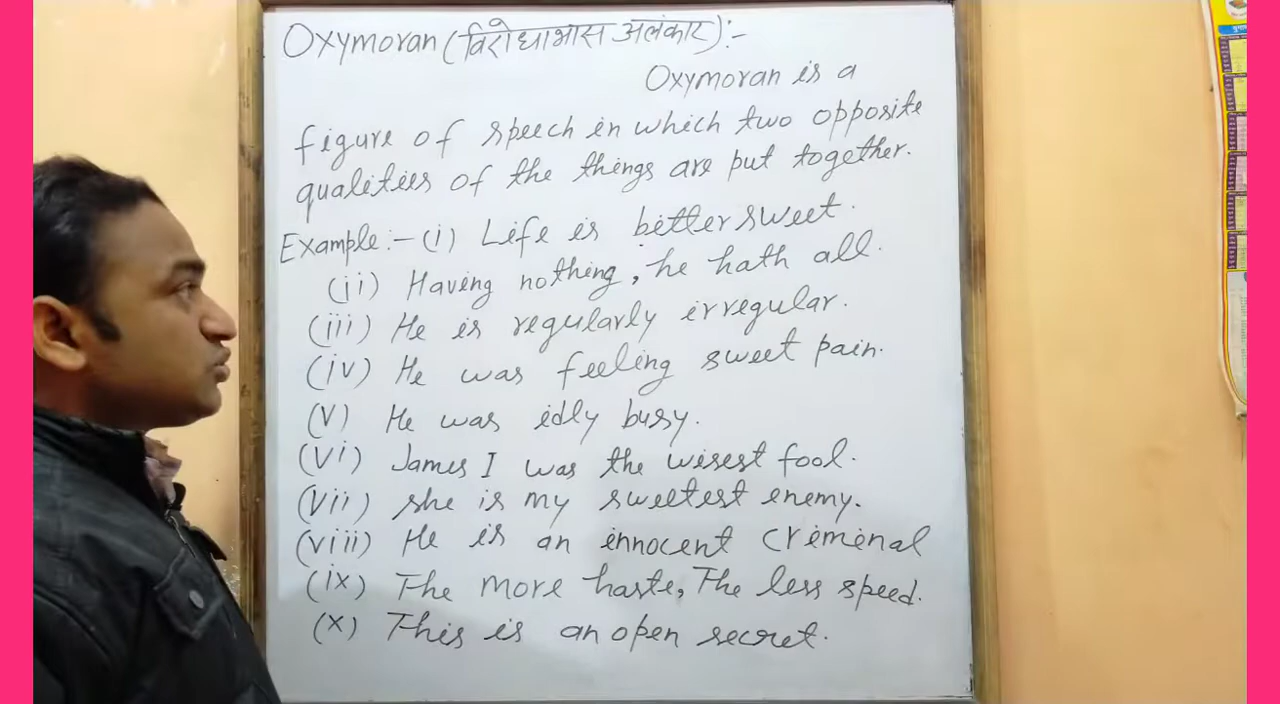 Oxymoran (विरोधाभास अलंकार):-
Oxymoran is a
figure of speech in which two opposite
qualities of the things are put together.
Example:- (i) Life is bitter sweet.
(ii) Having nothing, he hath all.
(iii) He is regularly irregular.
(iv) He was feeling sweet pain.
(v) He was idly busy.
(vi) James I was the wisest fool.
(vii) she is my sweetest enemy.
(viii) He is an innocent criminal
(ix) The more haste, The less speed.
(x) This is an open secret.